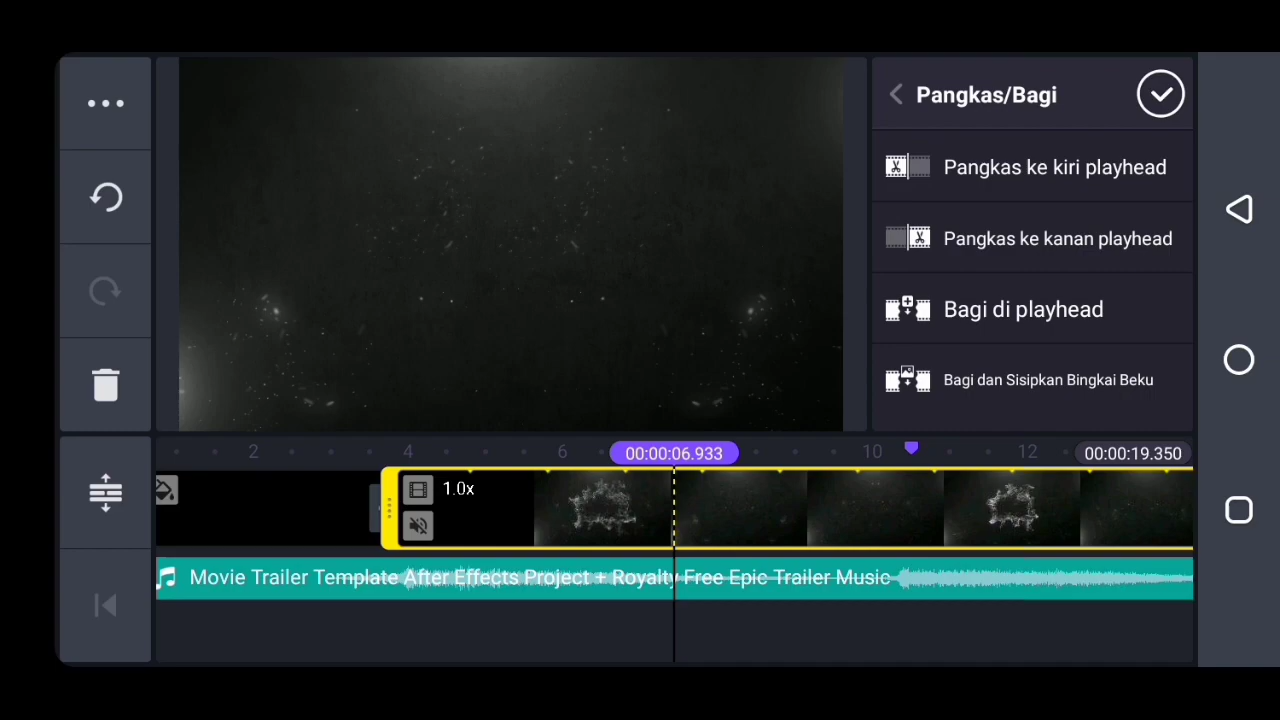 Pangkas/Bagi
Pangkas ke kiri playhead
Pangkas ke kanan playhead
Bagi di playhead
Bagi dan Sisipkan Bingkai Beku
2 4 6 00:00:06.933 10 12 00:00:19.350
1.0x
Movie Trailer Template After Effects Project + Royalty Free Epic Trailer Music